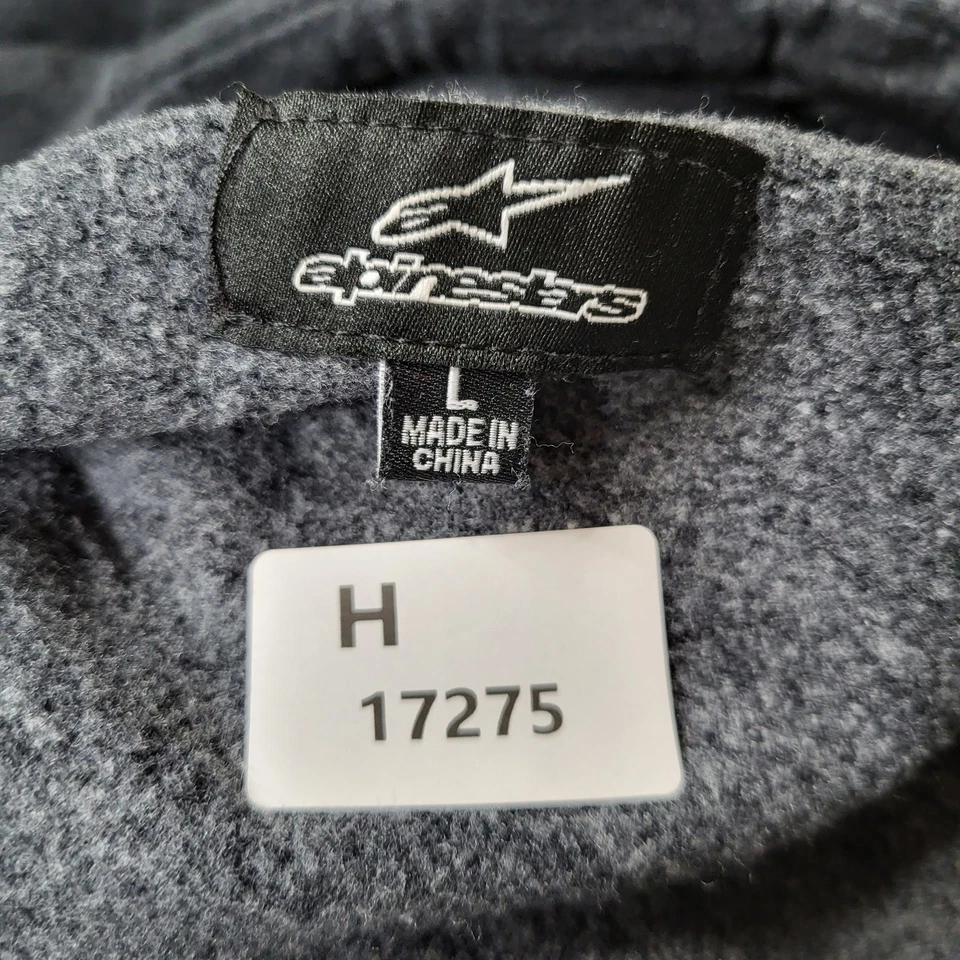 alpinestars
L
MADE IN
CHINA
H
17275